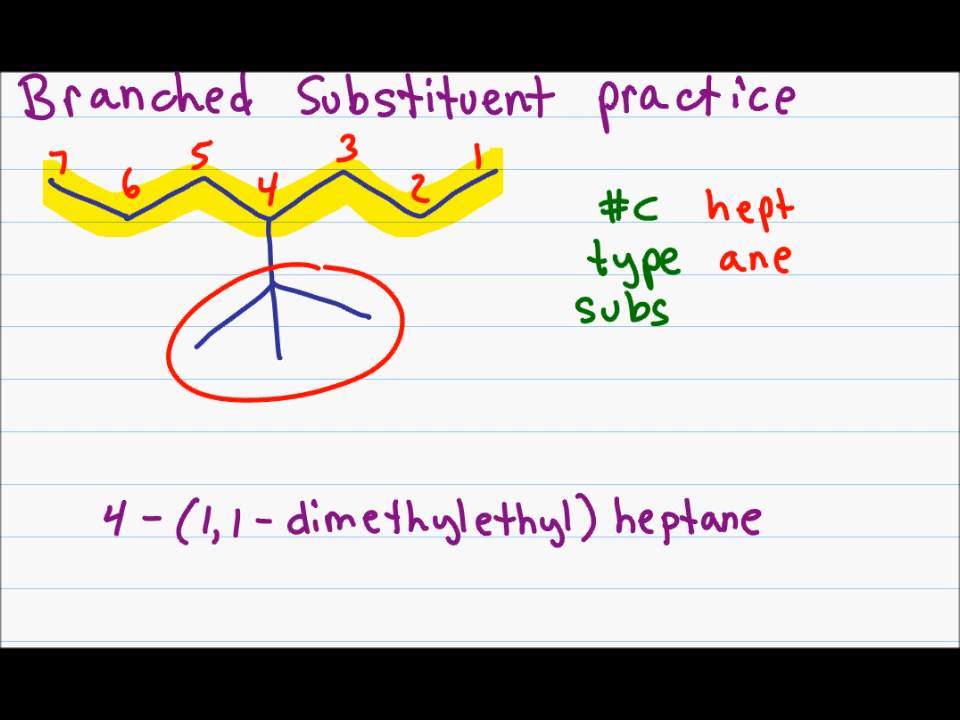 Branched Substituent practice
7 6 5 4 3 2 1
#C hept
type ane
subs
4-(1,1-dimethylethyl) heptane